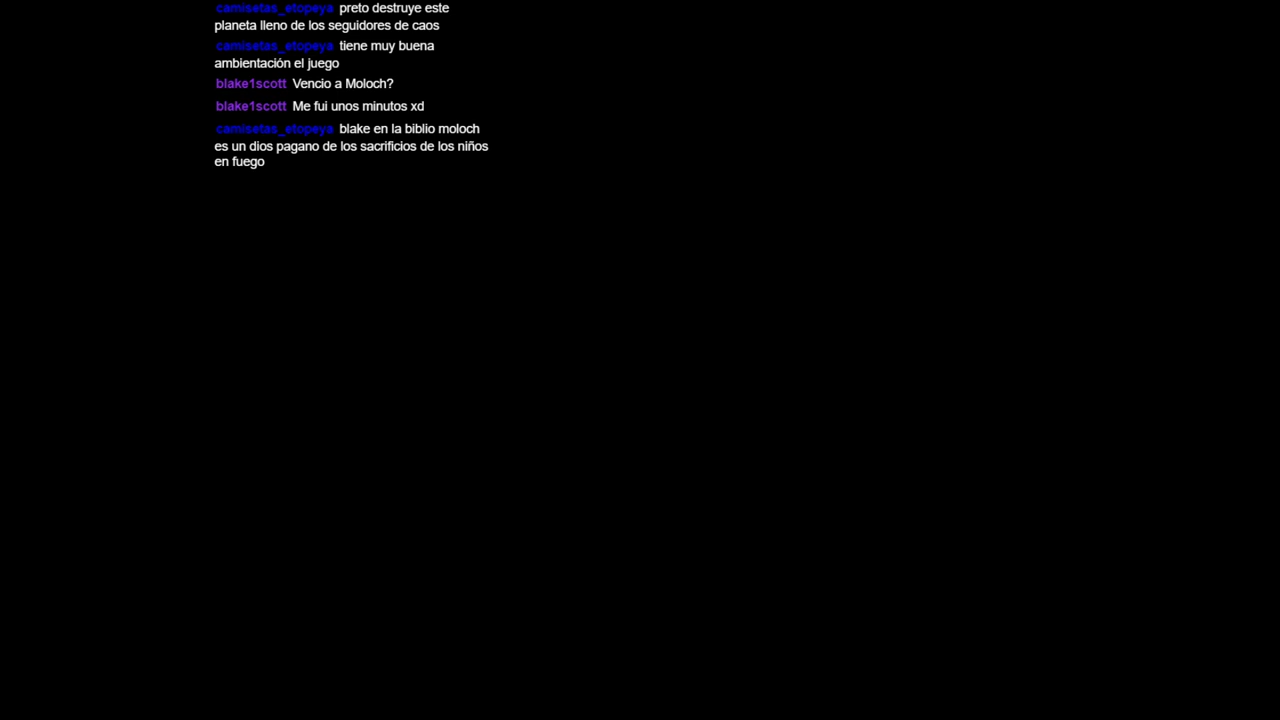 camisetas_etopeya preto destruye este
planeta lleno de los seguidores de caos
camisetas_etopeya tiene muy buena
ambientación el juego
blake1scott Vencio a Moloch?
blake1scott Me fui unos minutos xd
camisetas_etopeya blake en la biblio moloch
es un dios pagano de los sacrificios de los niños
en fuego